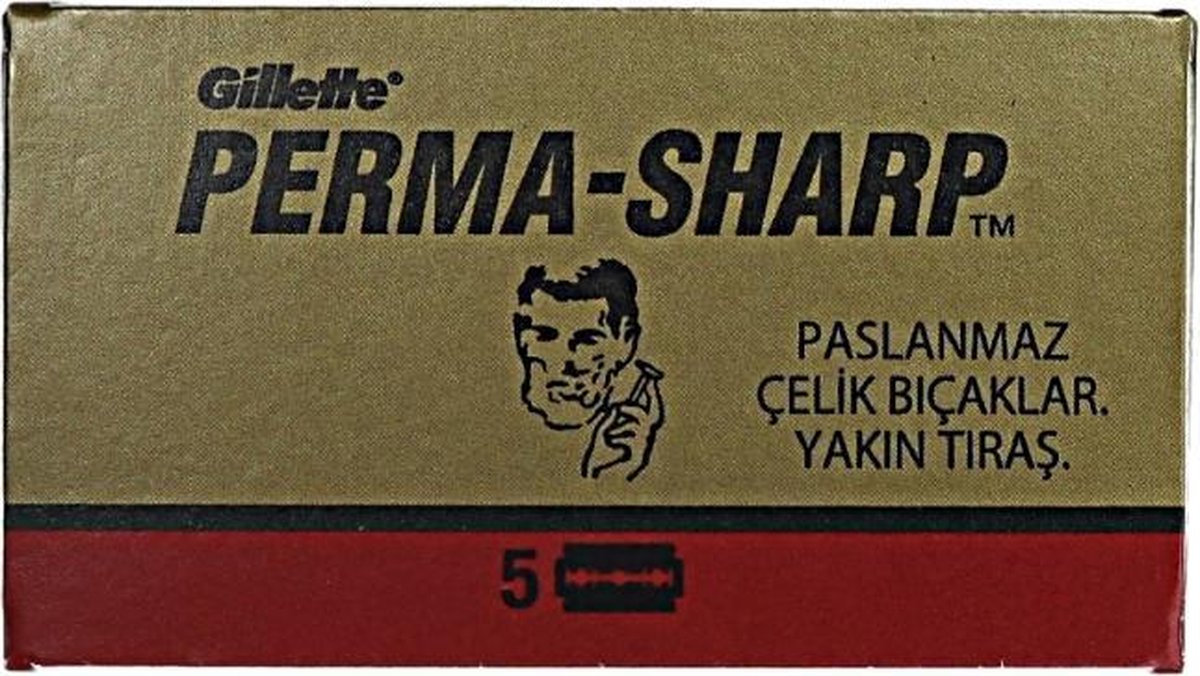 Gillette®
PERMA-SHARP™
PASLANMAZ
ÇELİK BIÇAKLAR.
YAKIN TIRAŞ.
5